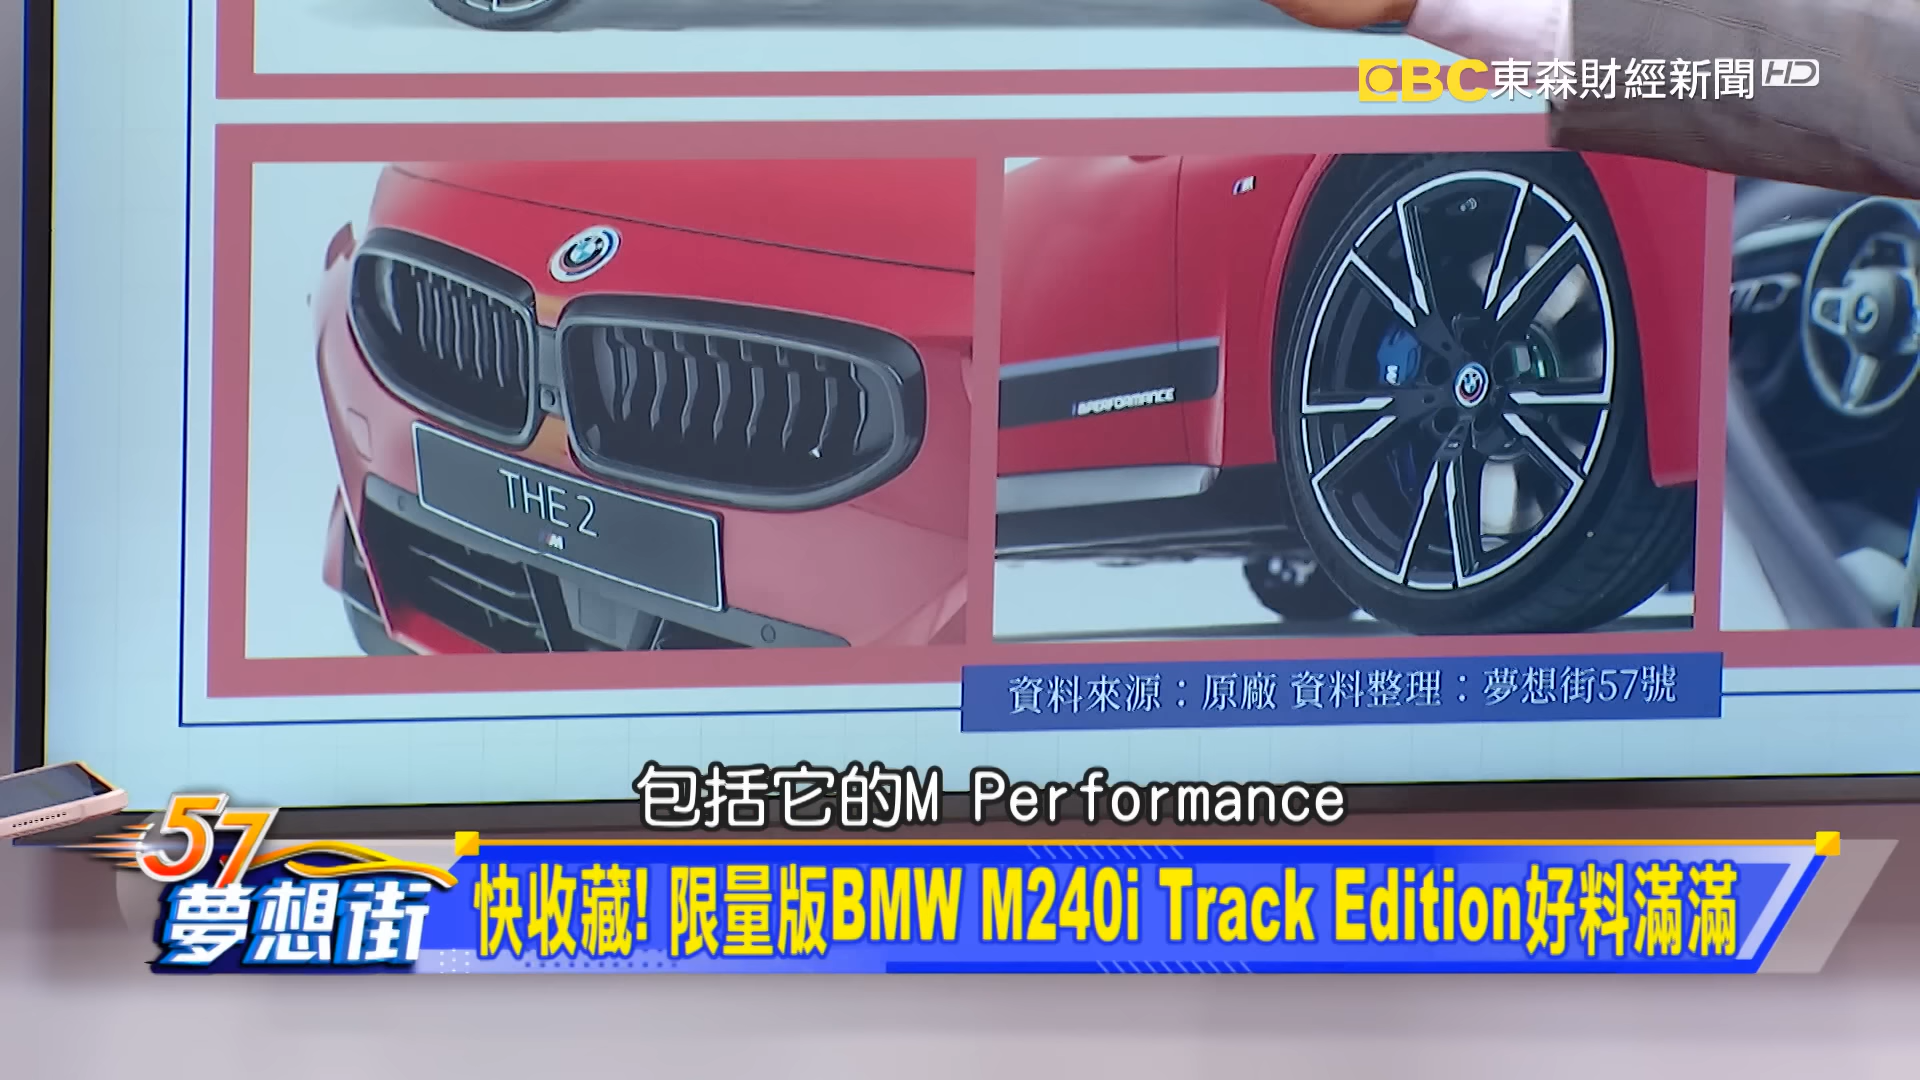 EBC東森財經新聞HD
THE 2
M
M PERFORMANCE
資料來源：原廠 資料整理：夢想街57號
包括它的M Performance
57夢想街
快收藏! 限量版BMW M240i Track Edition好料滿滿